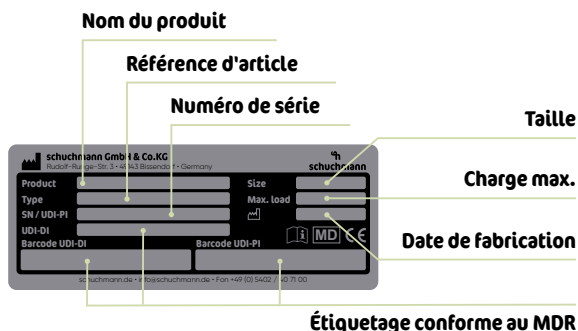 Nom du produit
Référence d'article
Numéro de série
Taille
Charge max.
Date de fabrication
Étiquetage conforme au MDR
schuchmann GmbH & Co.KG
Rudolf-Runge-Str. 3 • 49143 Bissendorf • Germany
schuchmann
Product
Size
Type
Max. load
SN / UDI-PI
UDI-DI
MD CE
Barcode UDI-DI
Barcode UDI-PI
schuchmann.de • info@schuchmann.de • Fon +49 (0) 5402 / 40 71 00